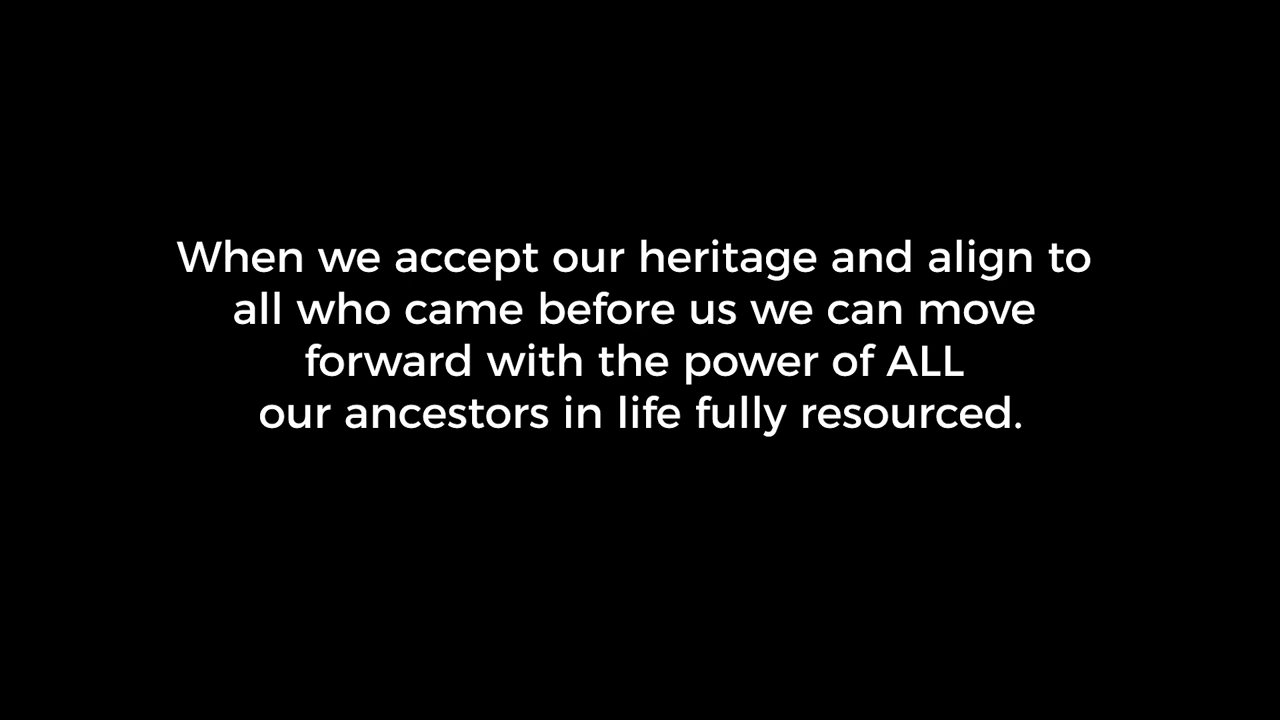 When we accept our heritage and align to
all who came before us we can move
forward with the power of ALL
our ancestors in life fully resourced.